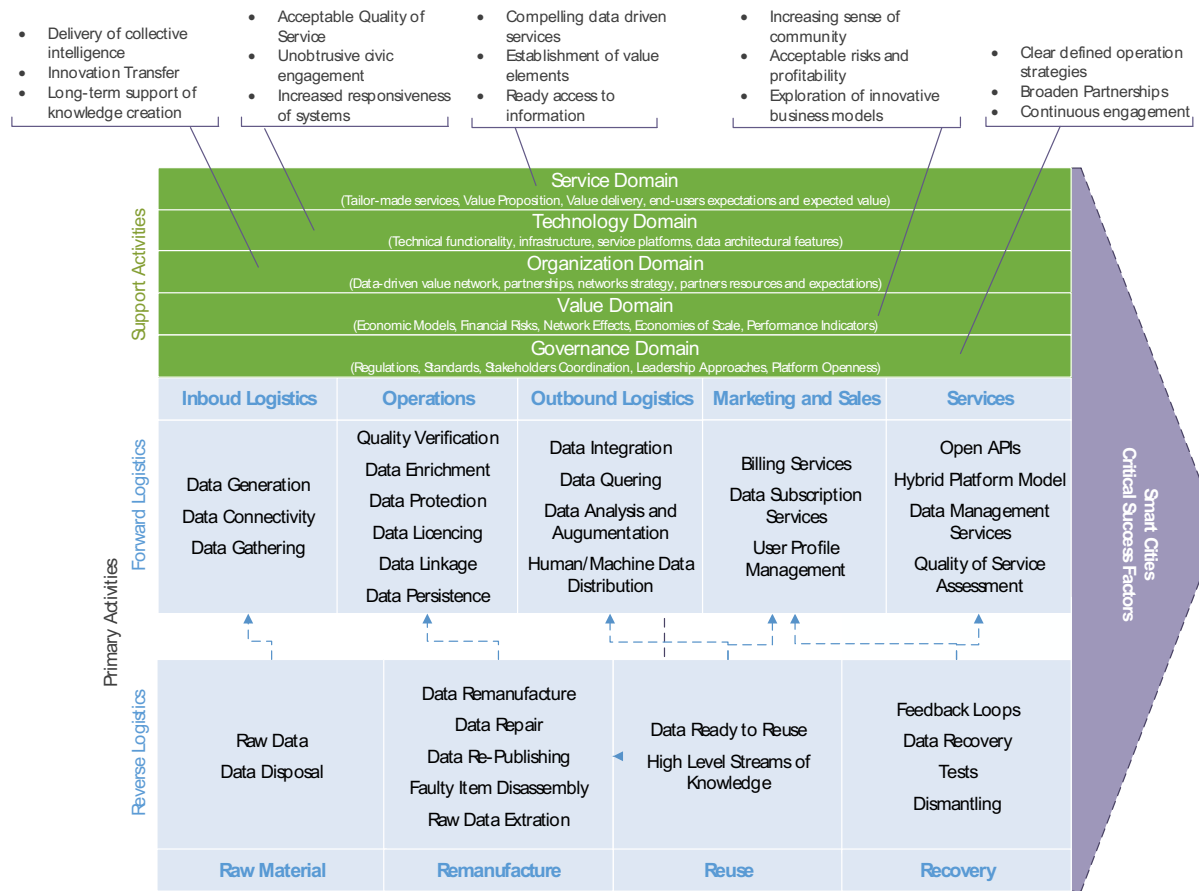 • Delivery of collective
intelligence
• Innovation Transfer
• Long-term support of
knowledge creation
• Acceptable Quality of
Service
• Unobtrusive civic
engagement
• Increased responsiveness
of systems
• Compelling data driven
services
• Establishment of value
elements
• Ready access to
information
• Increasing sense of
community
• Acceptable risks and
profitability
• Exploration of innovative
business models
• Clear defined operation
strategies
• Broaden Partnerships
• Continuous engagement
Support Activities
Service Domain
(Tailor-made services, Value Proposition, Value delivery, end-users expectations and expected value)
Technology Domain
(Technical functionality, infrastructure, service platforms, data architectural features)
Organization Domain
(Data-driven value network, partnerships, networks strategy, partners resources and expectations)
Value Domain
(Economic Models, Financial Risks, Network Effects, Economies of Scale, Performance Indicators)
Governance Domain
(Regulations, Standards, Stakeholders Coordination, Leadership Approaches, Platform Openness)
Primary Activities
Forward Logistics
Inboud Logistics
Data Generation
Data Connectivity
Data Gathering
Operations
Quality Verification
Data Enrichment
Data Protection
Data Licencing
Data Linkage
Data Persistence
Outbound Logistics
Data Integration
Data Quering
Data Analysis and
Augumentation
Human/Machine Data
Distribution
Marketing and Sales
Billing Services
Data Subscription
Services
User Profile
Management
Services
Open APIs
Hybrid Platform Model
Data Management
Services
Quality of Service
Assessment
Reverse Logistics
Raw Data
Data Disposal
Raw Material
Data Remanufacture
Data Repair
Data Re-Publishing
Faulty Item Disassembly
Raw Data Extration
Remanufacture
Data Ready to Reuse
High Level Streams of
Knowledge
Reuse
Feedback Loops
Data Recovery
Tests
Dismantling
Recovery
Smart Cities
Critical Success Factors